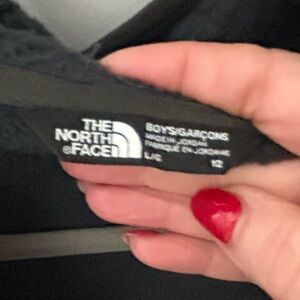 THE
NORTH
FACE
BOYS/GARÇONS
MADE IN JORDAN
FABRIQUÉ EN JORDANIE
L/G 12